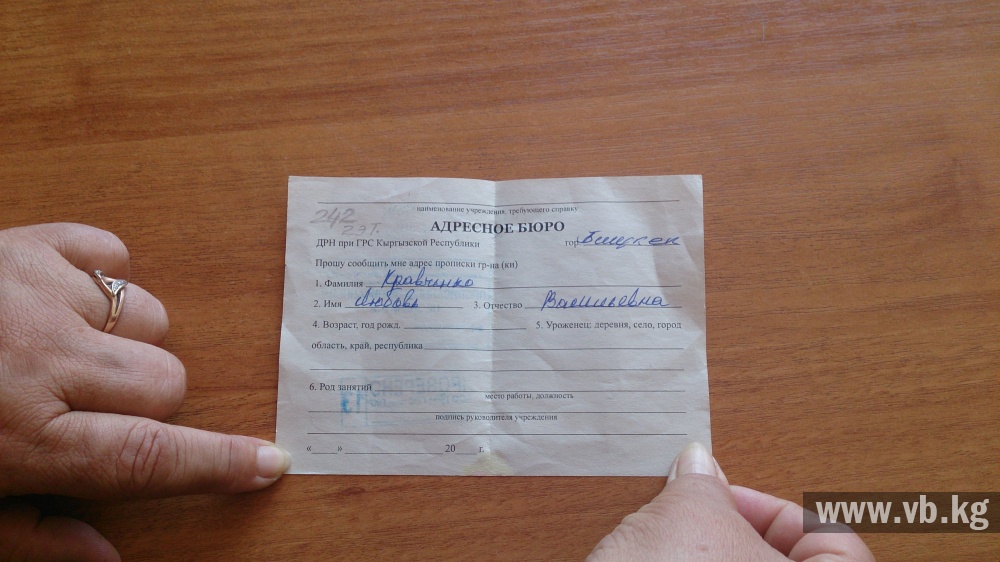 наименование учреждения, требующего справку
242
АДРЕСНОЕ БЮРО
ДРН при ГРС Кыргызской Республики гор. Бишкек
Прошу сообщить мне адрес прописки гр-на (ки)
1. Фамилия Кравченко
2. Имя Любовь 3. Отчество Васильевна
4. Возраст, год рожд. 5. Уроженец: деревня, село, город
область, край, республика
6. Род занятий
место работы, должность
подпись руководителя учреждения
« » 20 г.
www.vb.kg